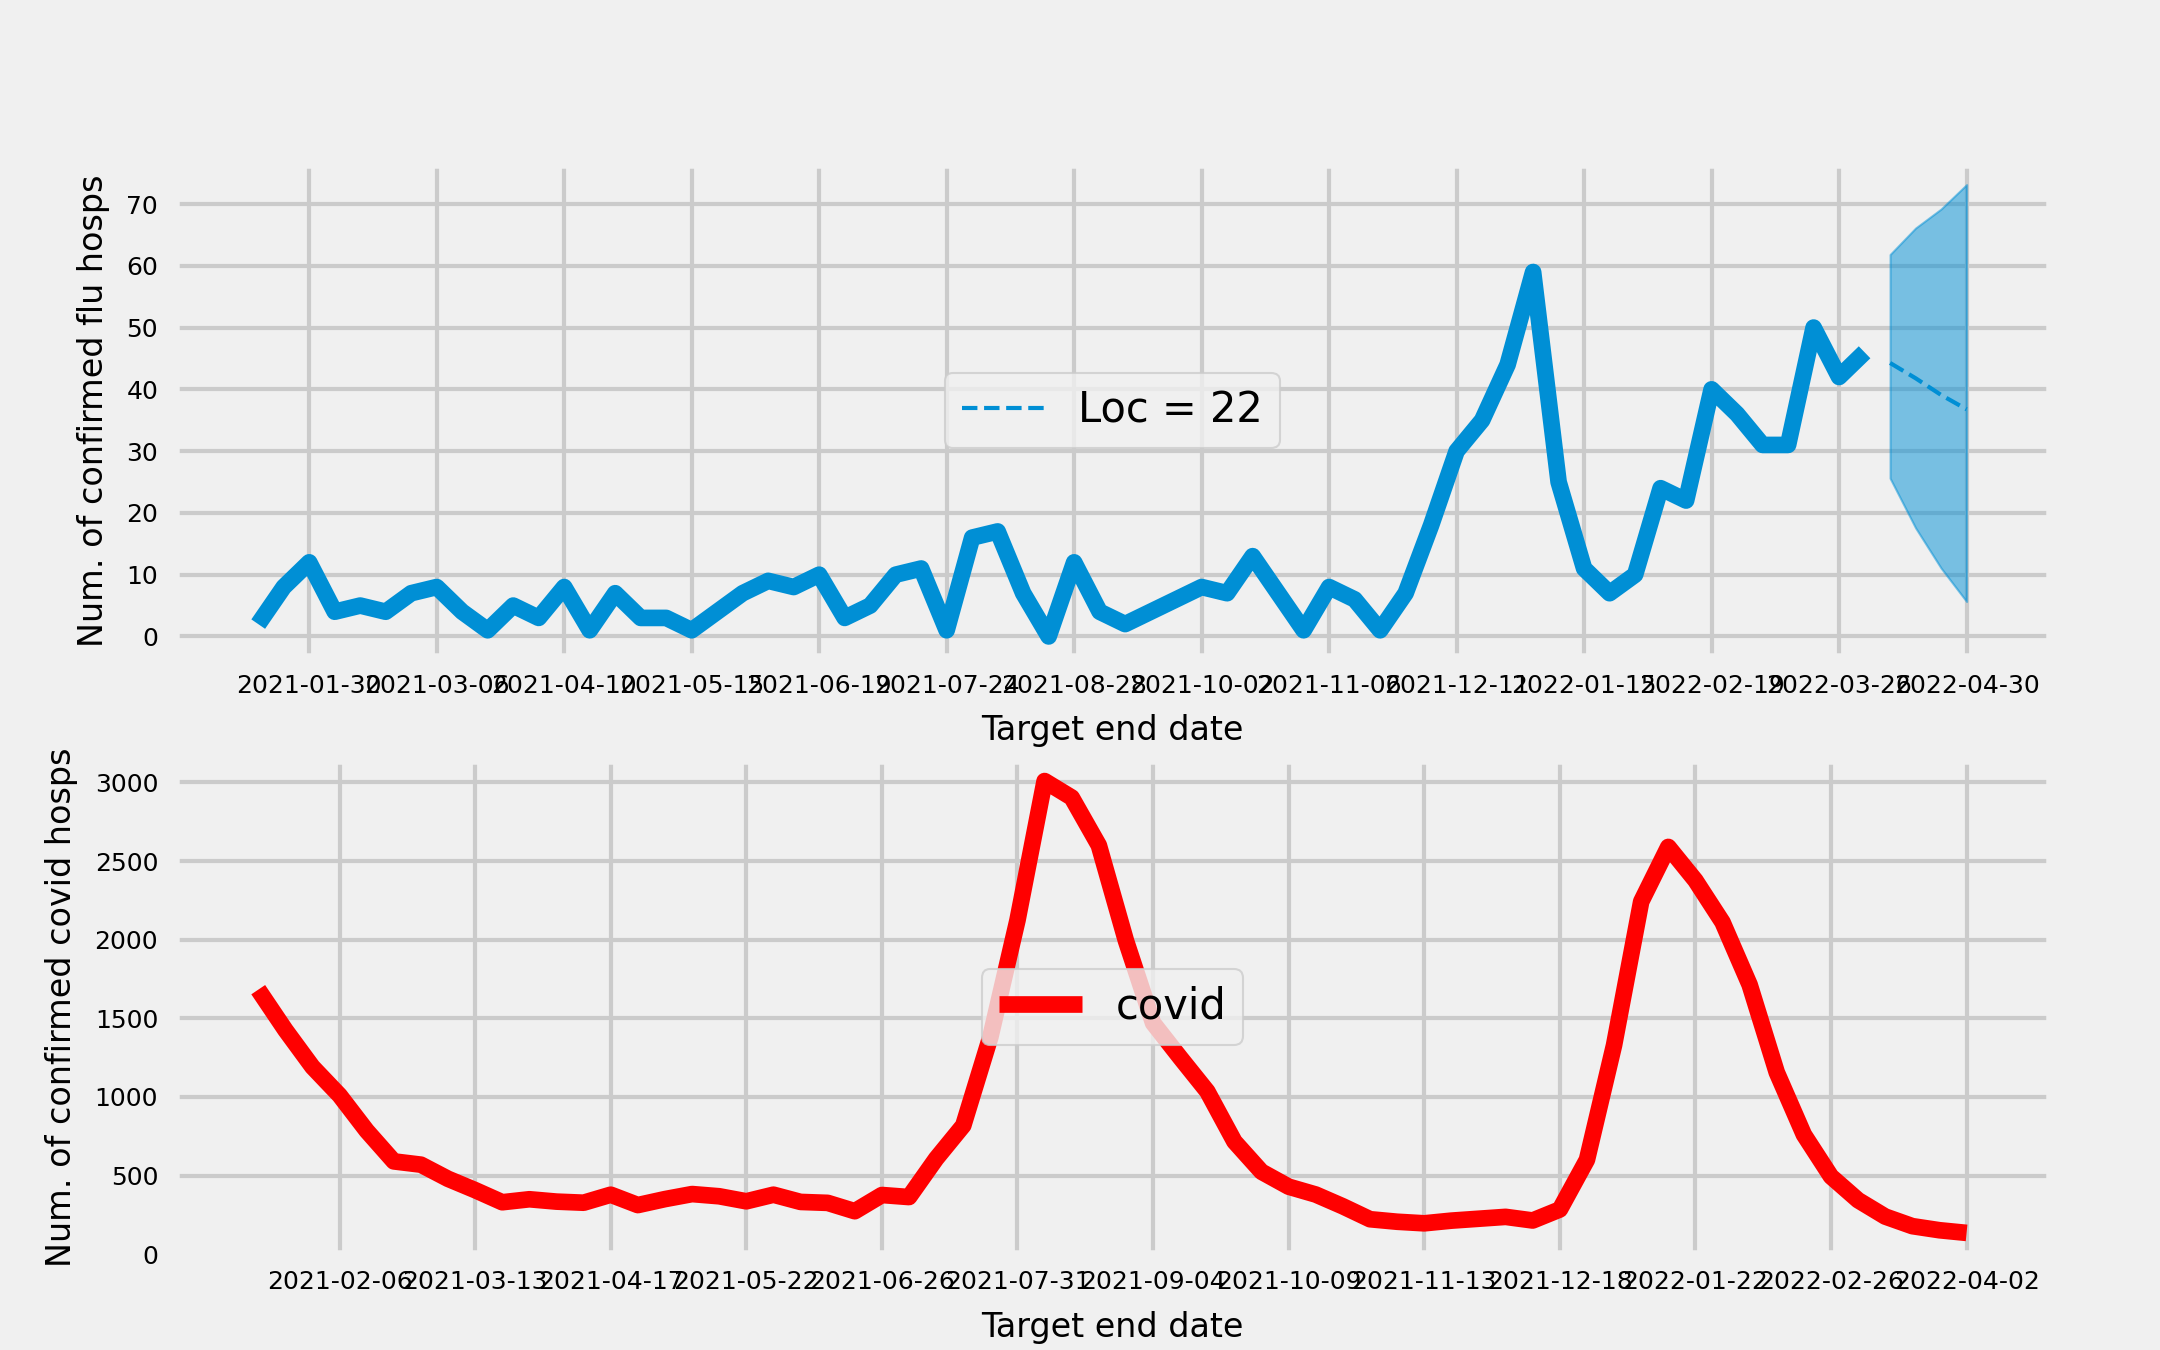 Num. of confirmed flu hosps
70
60
50
40
30
20
10
0
Loc = 22
2021-01-30 2021-03-06 2021-04-10 2021-05-15 2021-06-19 2021-07-24 2021-08-28 2021-10-02 2021-11-06 2021-12-11 2022-01-15 2022-02-19 2022-03-26 2022-04-30
Target end date
Num. of confirmed covid hosps
3000
2500
2000
1500
1000
500
0
covid
2021-02-06 2021-03-13 2021-04-17 2021-05-22 2021-06-26 2021-07-31 2021-09-04 2021-10-09 2021-11-13 2021-12-18 2022-01-22 2022-02-26 2022-04-02
Target end date